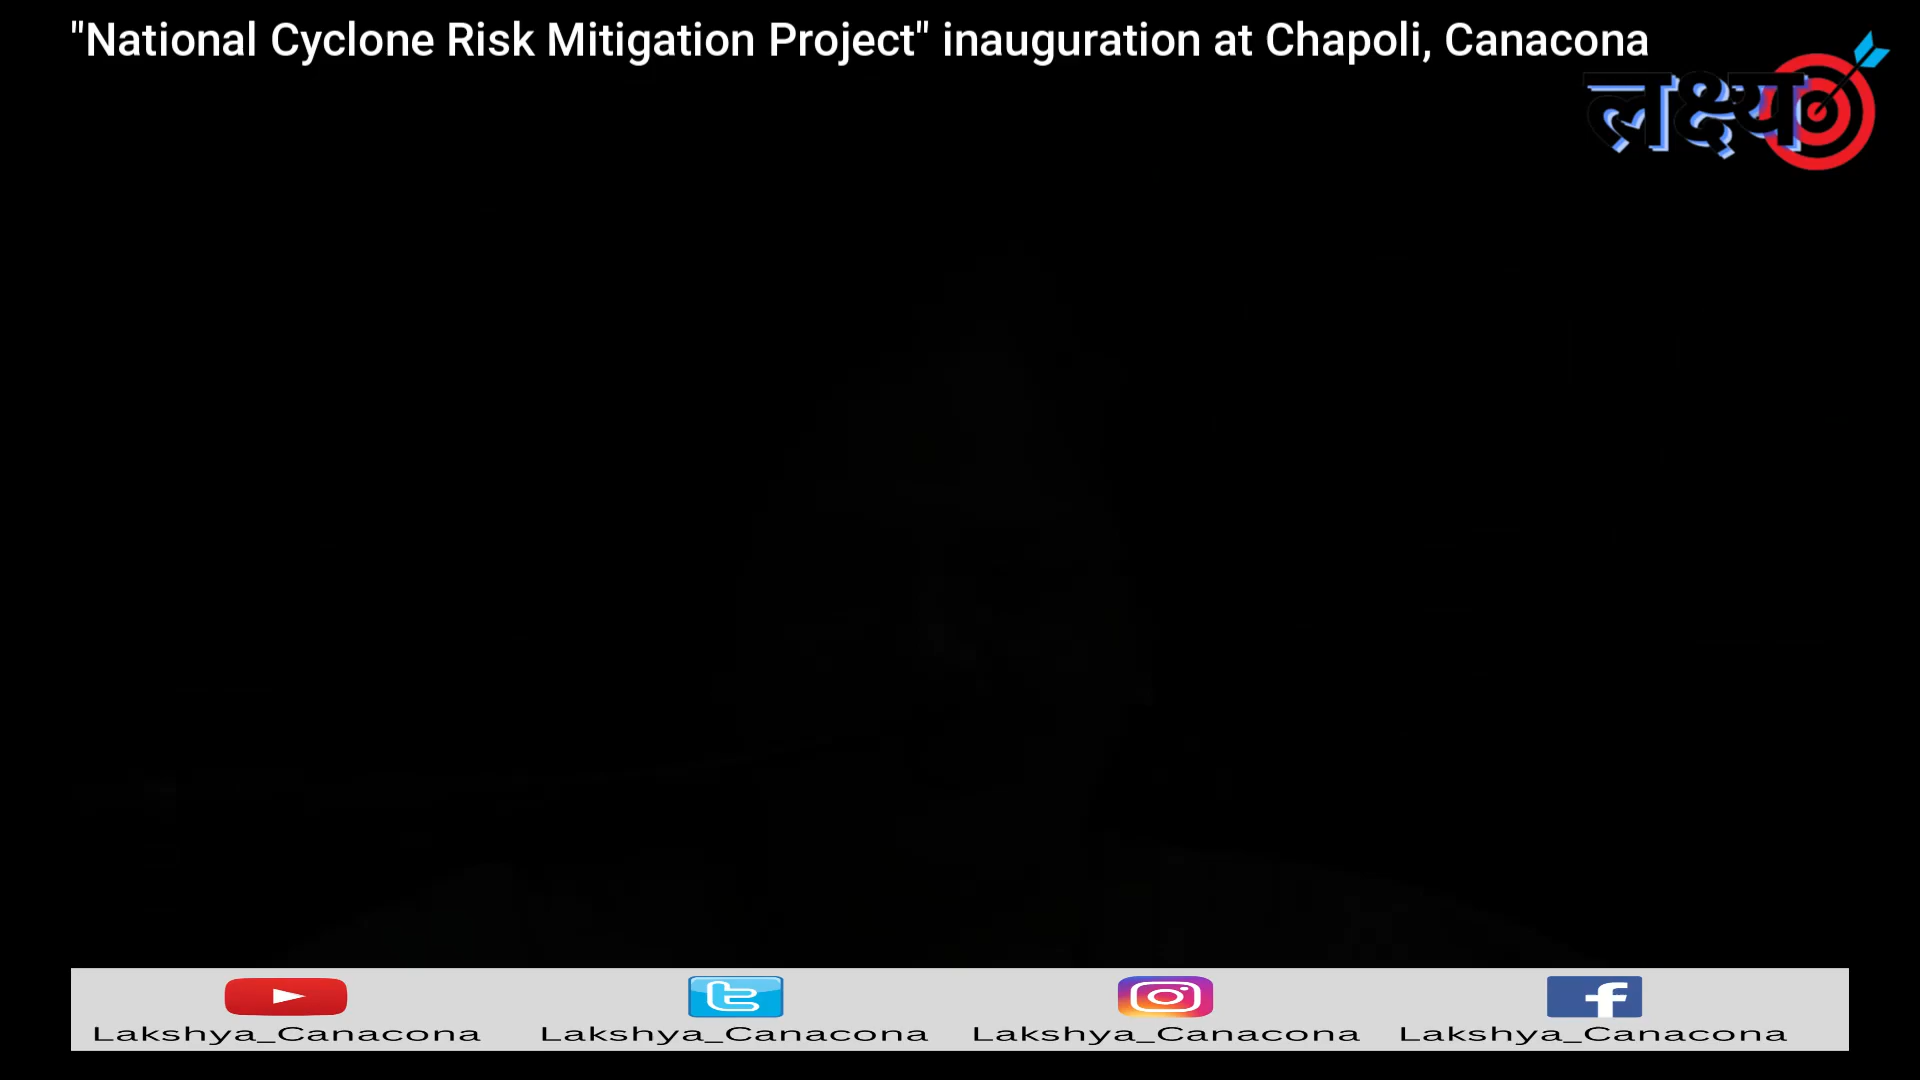 "National Cyclone Risk Mitigation Project" inauguration at Chapoli, Canacona
लक्ष्य
Lakshya_Canacona Lakshya_Canacona Lakshya_Canacona Lakshya_Canacona